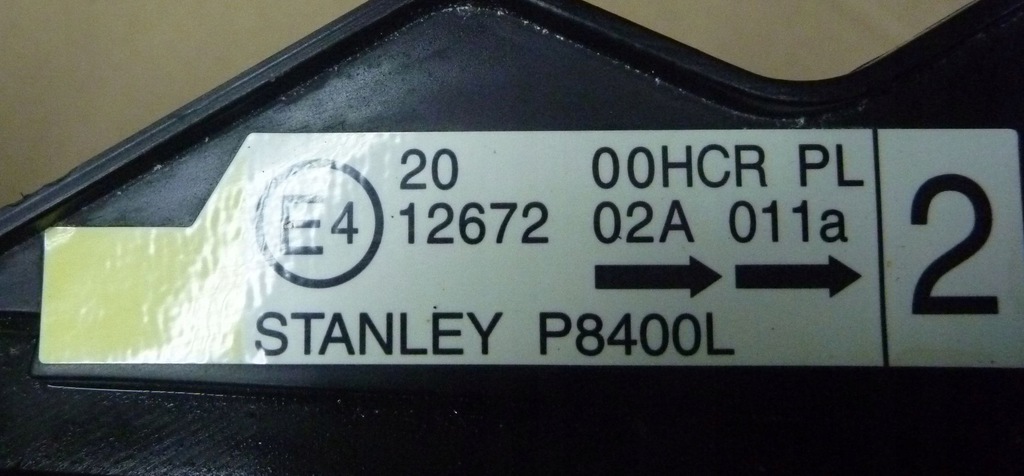 E4 20 00HCR PL
12672 02A 011a
STANLEY P8400L
2